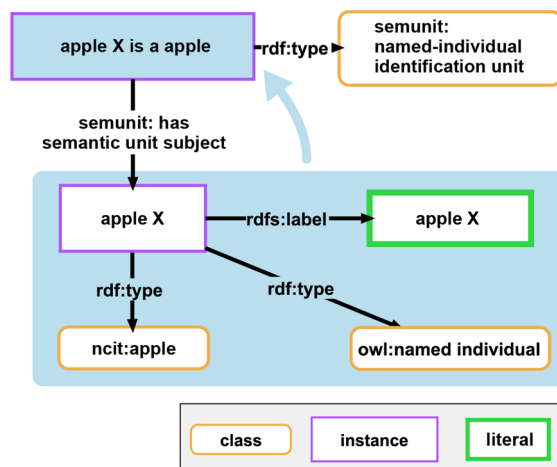 apple X is a apple
rdf:type
semunit:
named-individual
identification unit
semunit: has
semantic unit subject
apple X
rdfs:label
apple X
rdf:type
rdf:type
ncit:apple
owl:named individual
class
instance
literal